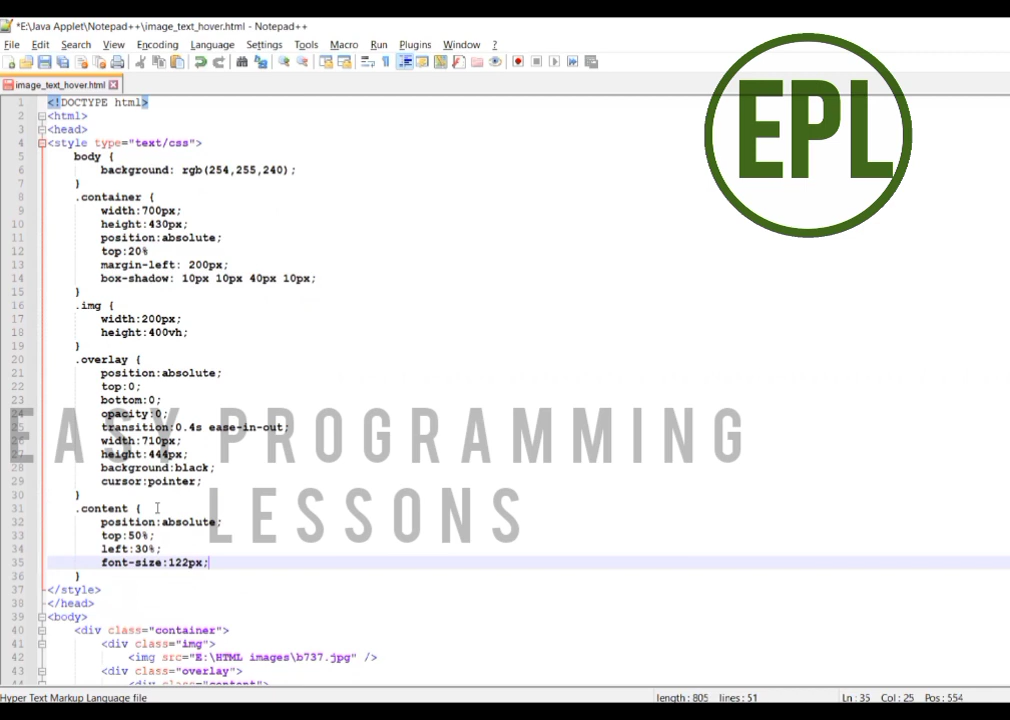 *E:\Java Applet\Notepad++\image_text_hover.html - Notepad++
File Edit Search View Encoding Language Settings Tools Macro Run Plugins Window ?
image_text_hover.html
EPL
1 <!DOCTYPE html>
2 <html>
3 <head>
4 <style type="text/css">
5 body {
6 background: rgb(254,255,240);
7 }
8 .container {
9 width:700px;
10 height:430px;
11 position:absolute;
12 top:20%
13 margin-left: 200px;
14 box-shadow: 10px 10px 40px 10px;
15 }
16 .img {
17 width:200px;
18 height:400vh;
19 }
20 .overlay {
21 position:absolute;
22 top:0;
23 bottom:0;
24 opacity:0;
25 transition:0.4s ease-in-out;
26 width:710px;
27 height:444px;
28 background:black;
29 cursor:pointer;
30 }
31 .content {
32 position:absolute;
33 top:50%;
34 left:30%;
35 font-size:122px;
36 }
37 </style>
38 </head>
39 <body>
40 <div class="container">
41 <div class="img">
42 <img src="E:\HTML images\b737.jpg" />
43 <div class="overlay">
44 <div class="content">
EASY PROGRAMMING
LESSONS
Hyper Text Markup Language file length : 805 lines : 51 Ln : 35 Col : 25 Pos : 554